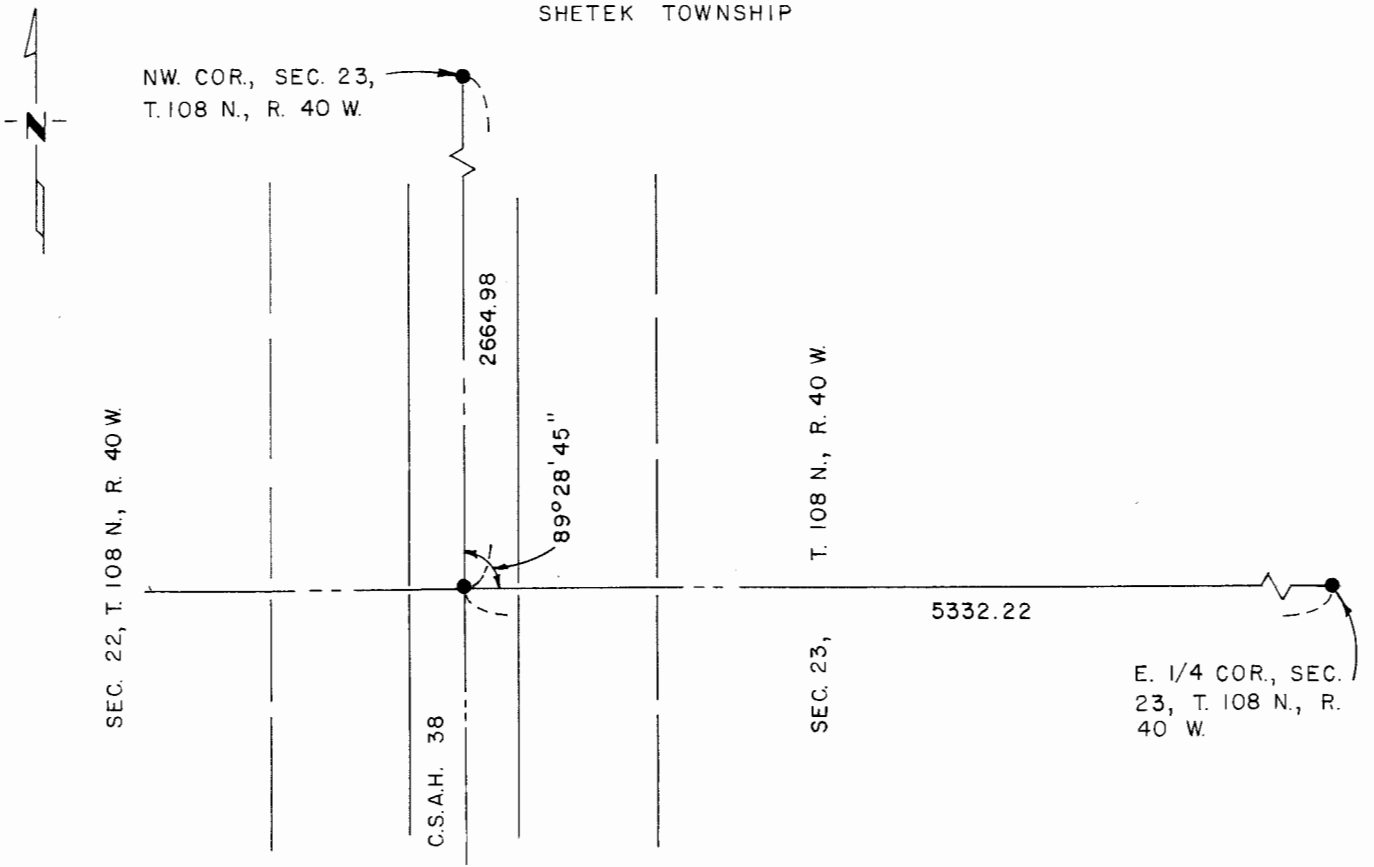 SHETEK TOWNSHIP
NW. COR., SEC. 23,
T. 108 N., R. 40 W.
N
2664.98
89°28'45"
SEC. 22, T. 108 N., R. 40 W.
SEC. 23, T. 108 N., R. 40 W.
5332.22
E. 1/4 COR., SEC.
23, T. 108 N., R.
40 W.
C.S.A.H. 38